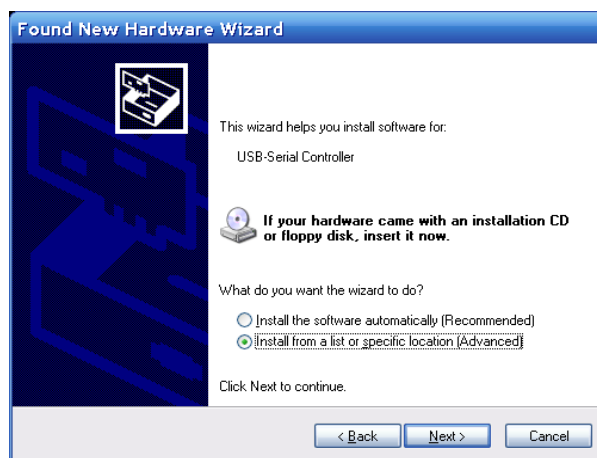 Found New Hardware Wizard
This wizard helps you install software for:
USB-Serial Controller
If your hardware came with an installation CD
or floppy disk, insert it now.
What do you want the wizard to do?
Install the software automatically (Recommended)
Install from a list or specific location (Advanced)
Click Next to continue.
< Back Next > Cancel